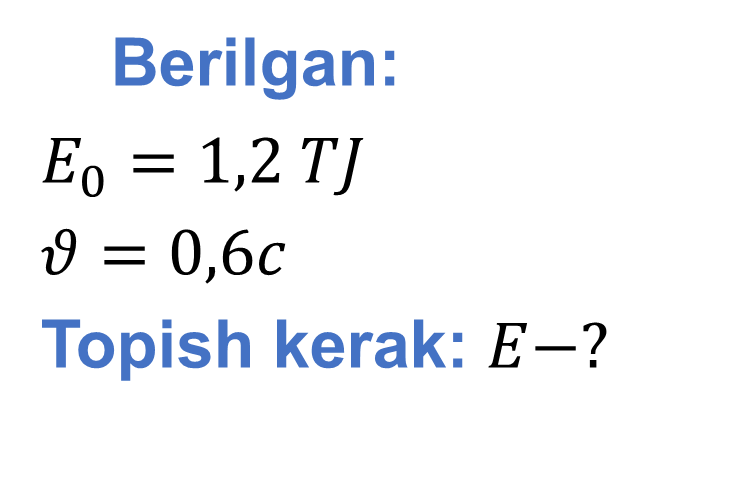 Berilgan:
E₀ = 1,2 TJ
ϑ = 0,6c
Topish kerak: E−?